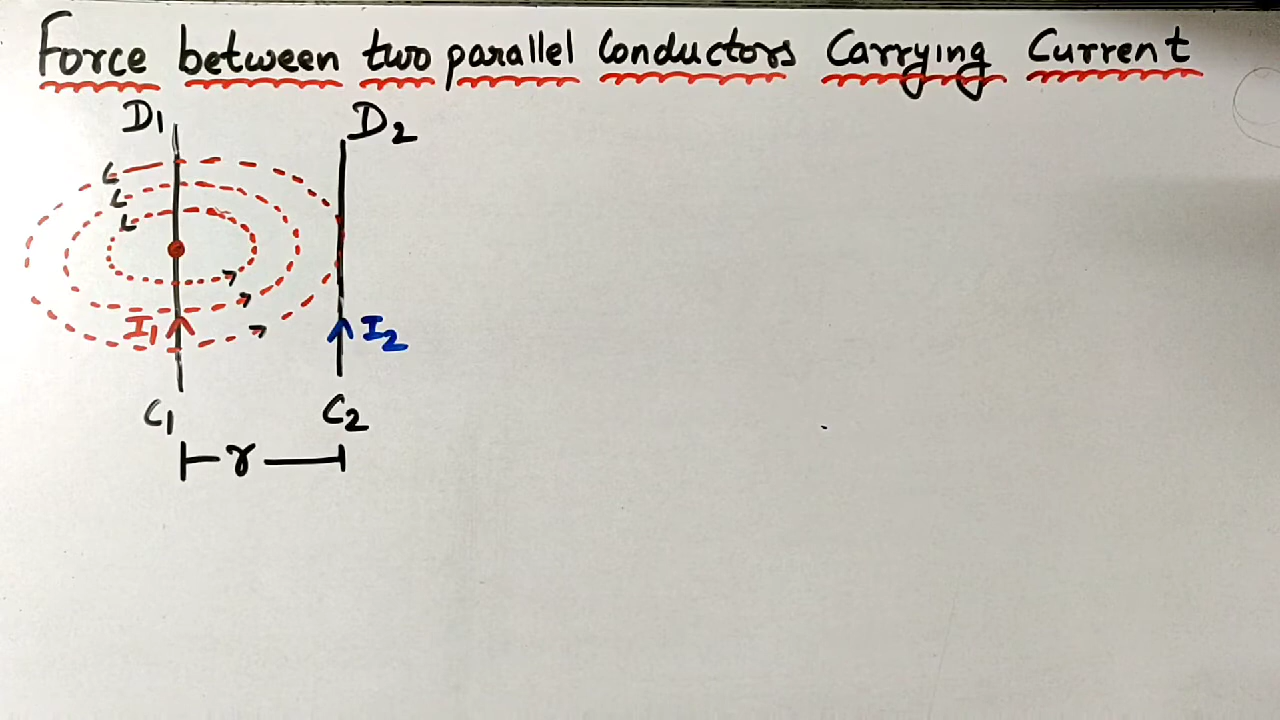 Force between two parallel Conductors Carrying Current
D1 D2
I1 I2
C1 C2
r